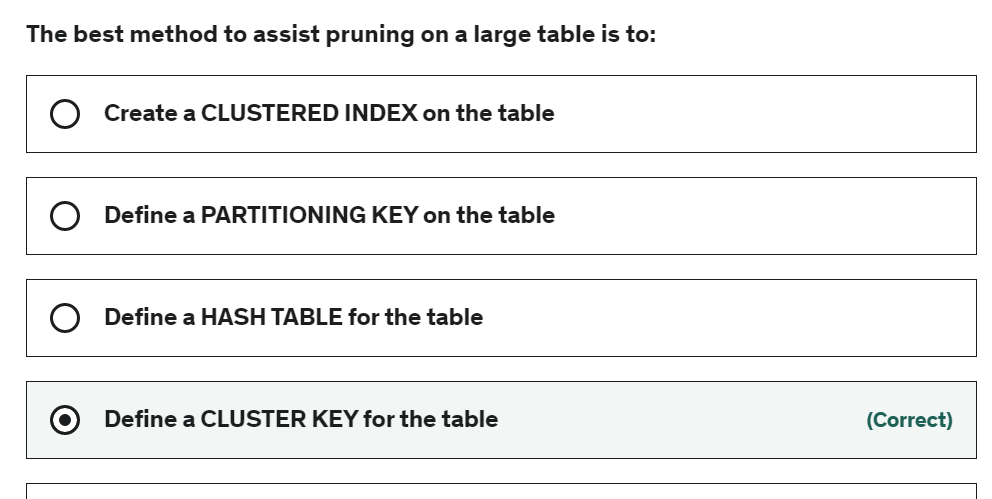 The best method to assist pruning on a large table is to:
Create a CLUSTERED INDEX on the table
Define a PARTITIONING KEY on the table
Define a HASH TABLE for the table
Define a CLUSTER KEY for the table (Correct)